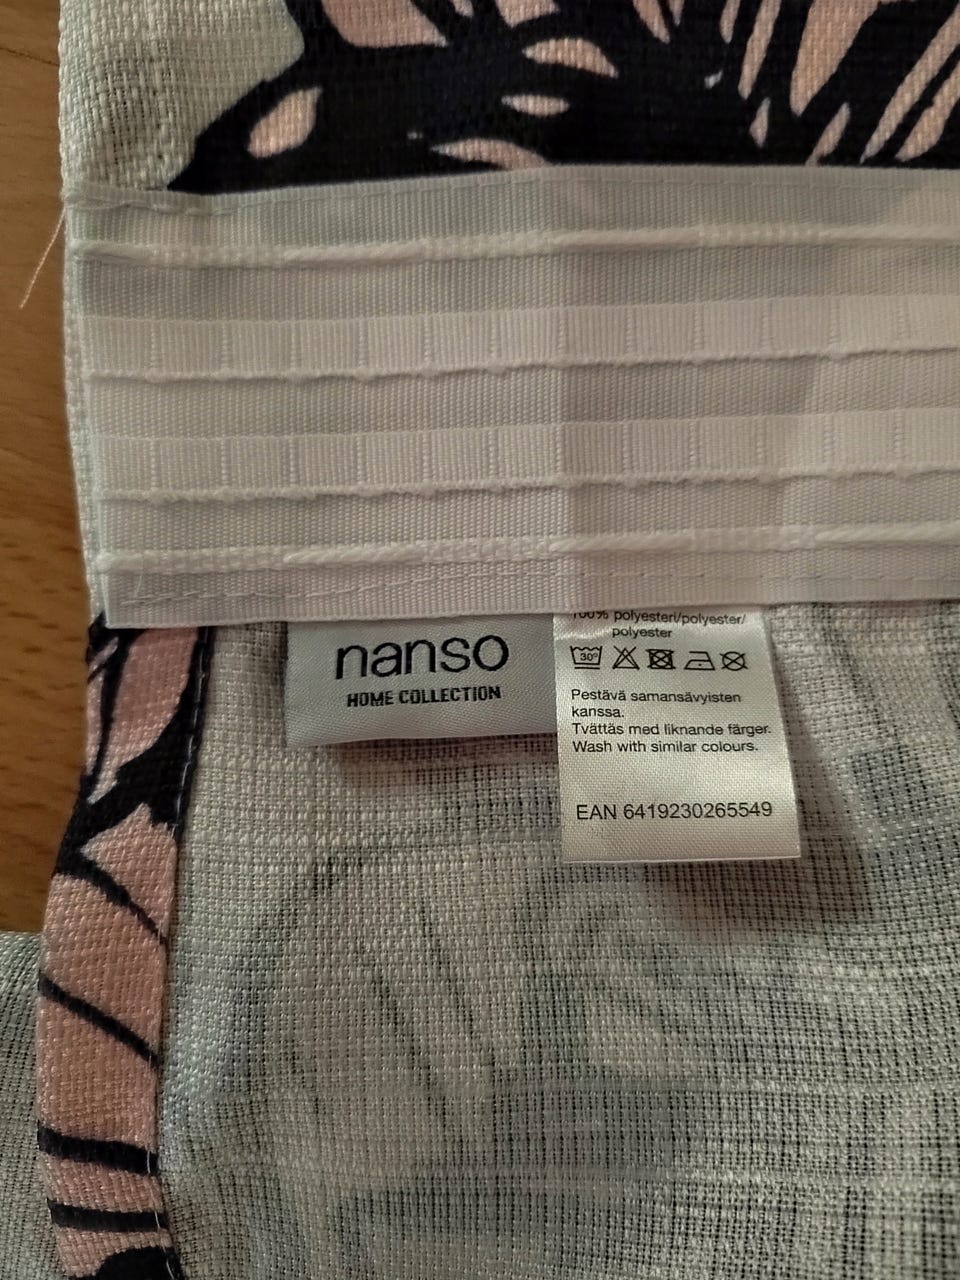 nanso
HOME COLLECTION
100% polyesteri/polyester/
polyester
30°
Pestävä samansävyisten
kanssa.
Tvättäs med liknande färger.
Wash with similar colours.
EAN 6419230265549